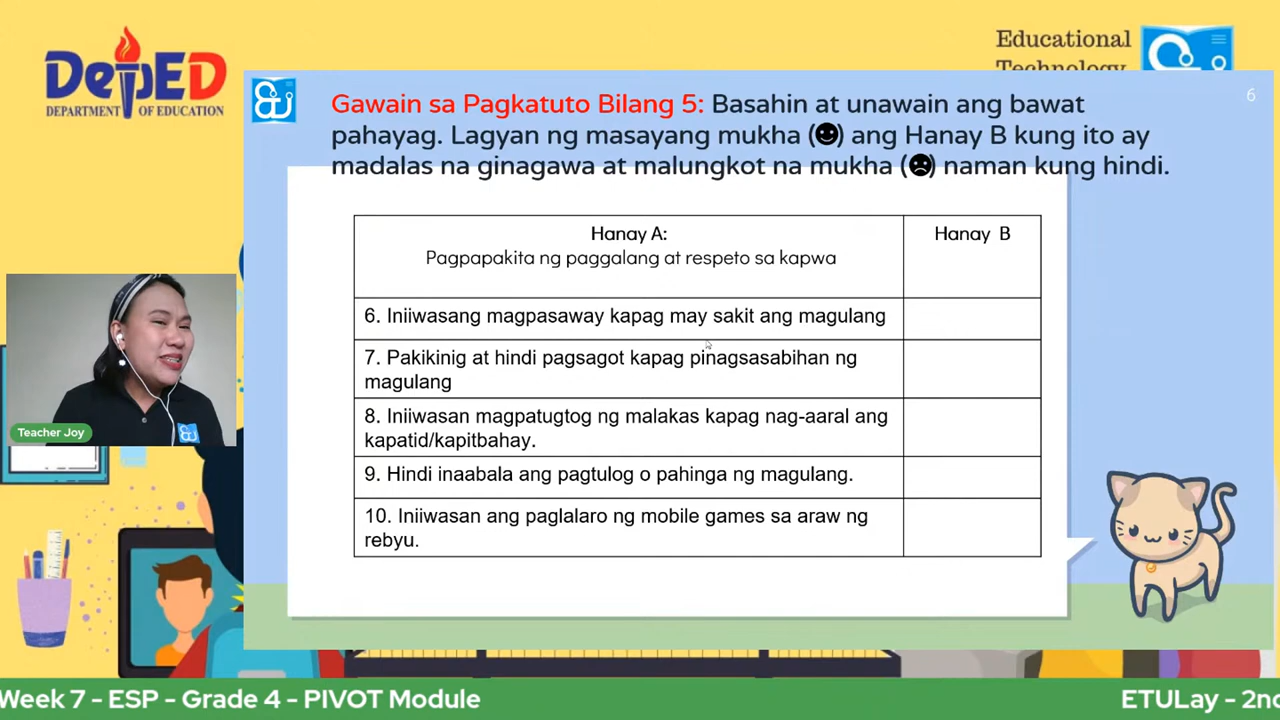 DepED
DEPARTMENT OF EDUCATION
Educational
Technology
6
Gawain sa Pagkatuto Bilang 5: Basahin at unawain ang bawat
pahayag. Lagyan ng masayang mukha (☻) ang Hanay B kung ito ay
madalas na ginagawa at malungkot na mukha (☹) naman kung hindi.
Hanay A:
Pagpapakita ng paggalang at respeto sa kapwa
Hanay B
6. Iniiwasang magpasaway kapag may sakit ang magulang
7. Pakikinig at hindi pagsagot kapag pinagsasabihan ng
magulang
8. Iniiwasan magpatugtog ng malakas kapag nag-aaral ang
kapatid/kapitbahay.
9. Hindi inaabala ang pagtulog o pahinga ng magulang.
10. Iniiwasan ang paglalaro ng mobile games sa araw ng
rebyu.
Teacher Joy
Week 7 - ESP - Grade 4 - PIVOT Module
ETULay - 2nd